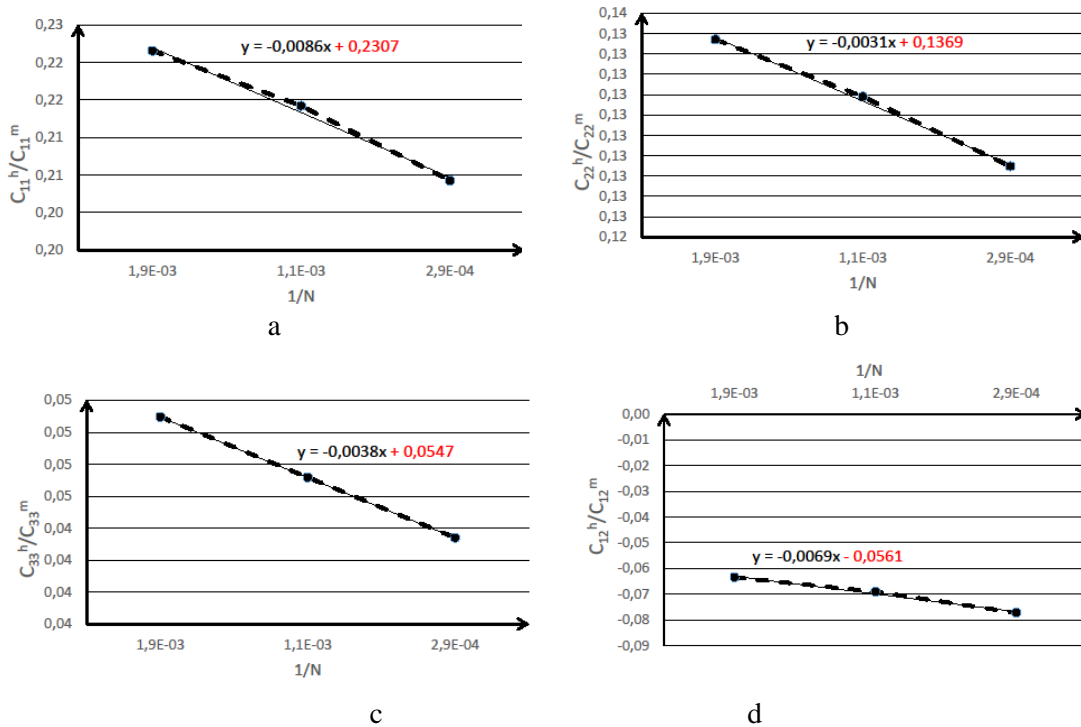 0,23
0,22
0,22
0,21
0,21
0,20
0,20
C₁₁ʰ/C₁₁ᵐ
y = -0,0086x + 0,2307
1,9E-03 1,1E-03 2,9E-04
1/N
a
0,14
0,13
0,13
0,13
0,13
0,13
0,13
0,13
0,13
0,13
0,13
0,12
C₂₂ʰ/C₂₂ᵐ
y = -0,0031x + 0,1369
1,9E-03 1,1E-03 2,9E-04
1/N
b
0,05
0,05
0,05
0,05
0,04
0,04
0,04
0,04
C₃₃ʰ/C₃₃ᵐ
y = -0,0038x + 0,0547
1,9E-03 1,1E-03 2,9E-04
1/N
c
1/N
1,9E-03 1,1E-03 2,9E-04
0,00
-0,01
-0,02
-0,03
-0,04
-0,05
-0,06
-0,07
-0,08
-0,09
C₁₂ʰ/C₁₂ᵐ
y = -0,0069x - 0,0561
d